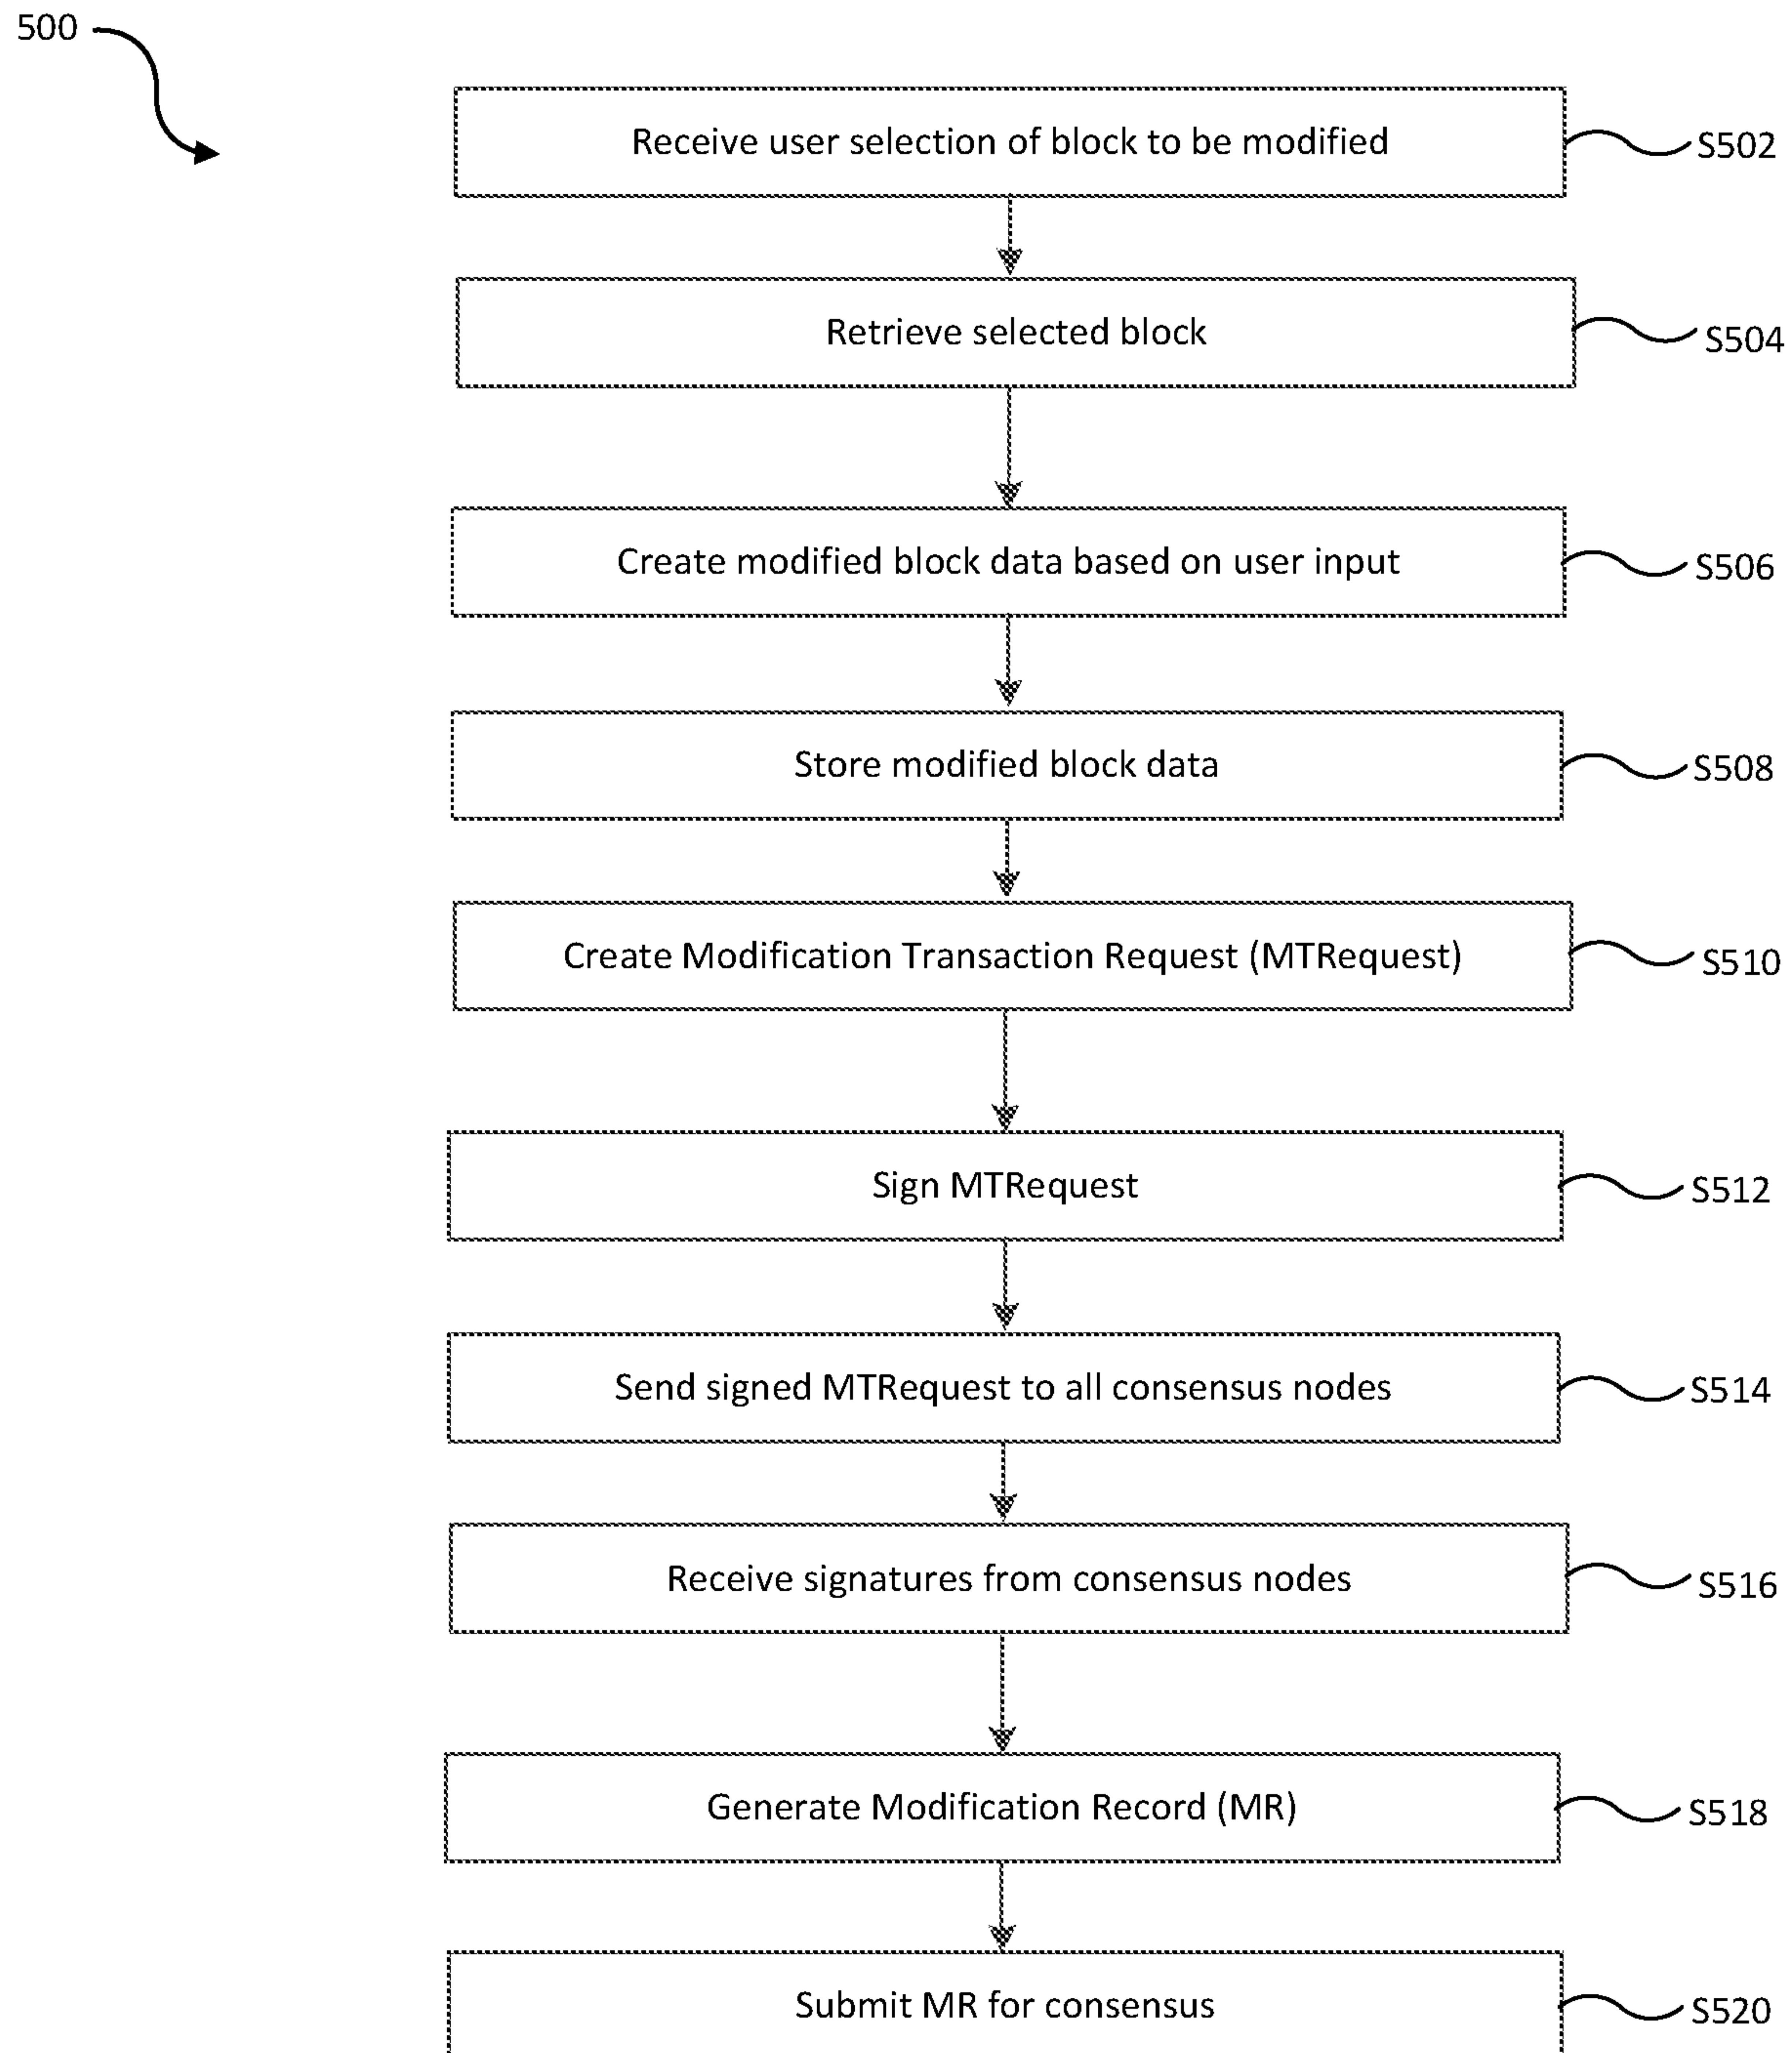 500
Receive user selection of block to be modified
S502
Retrieve selected block
S504
Create modified block data based on user input
S506
Store modified block data
S508
Create Modification Transaction Request (MTRequest)
S510
Sign MTRequest
S512
Send signed MTRequest to all consensus nodes
S514
Receive signatures from consensus nodes
S516
Generate Modification Record (MR)
S518
Submit MR for consensus
S520